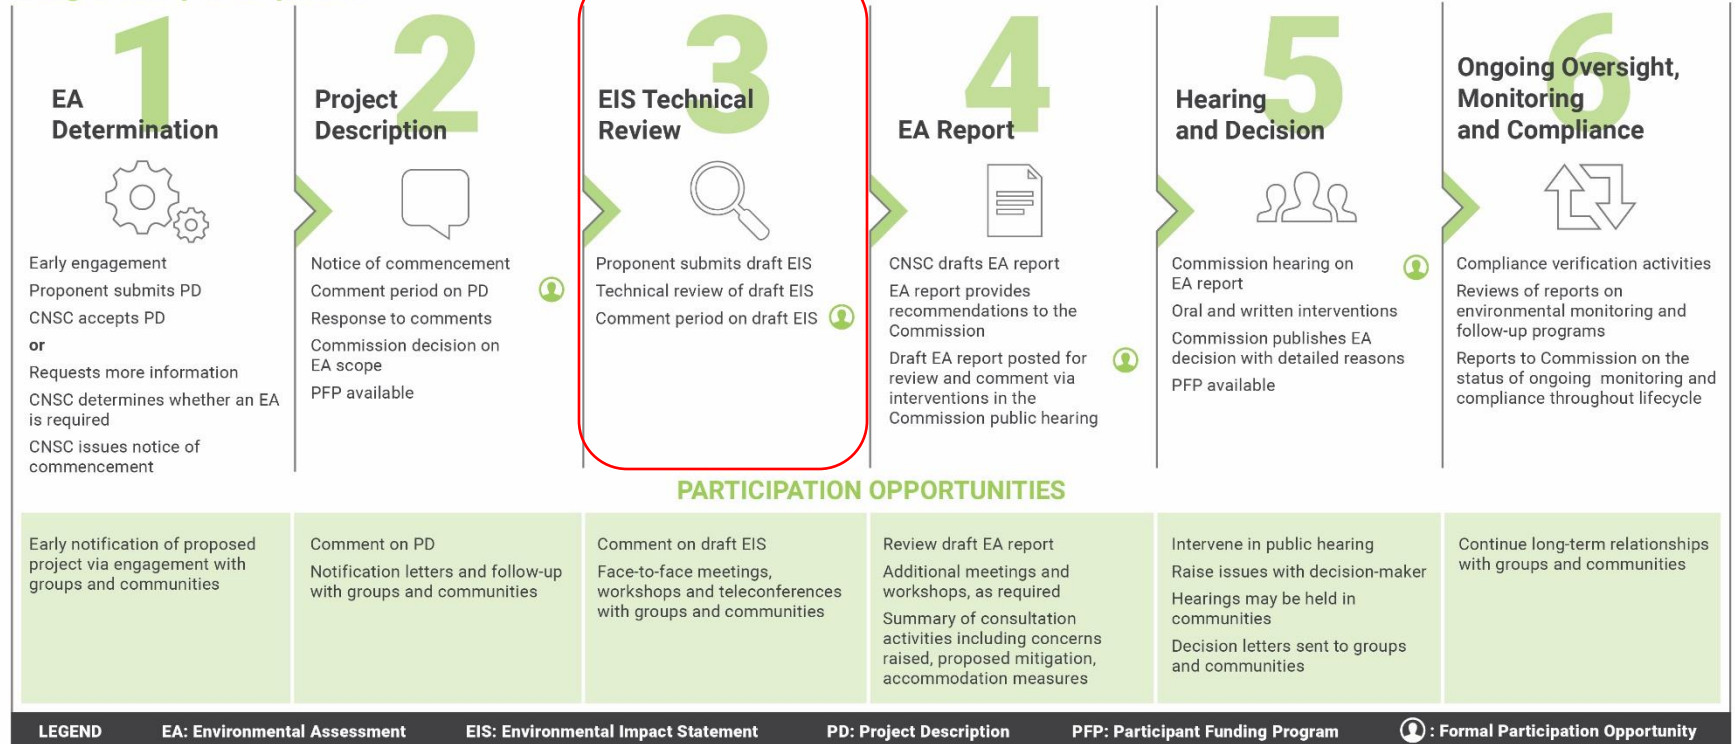 1
EA
Determination
Early engagement
Proponent submits PD
CNSC accepts PD
or
Requests more information
CNSC determines whether an EA
is required
CNSC issues notice of
commencement
2
Project
Description
Notice of commencement
Comment period on PD
Response to comments
Commission decision on
EA scope
PFP available
3
EIS Technical
Review
Proponent submits draft EIS
Technical review of draft EIS
Comment period on draft EIS
4
EA Report
CNSC drafts EA report
EA report provides
recommendations to the
Commission
Draft EA report posted for
review and comment via
interventions in the
Commission public hearing
5
Hearing
and Decision
Commission hearing on
EA report
Oral and written interventions
Commission publishes EA
decision with detailed reasons
PFP available
6
Ongoing Oversight,
Monitoring
and Compliance
Compliance verification activities
Reviews of reports on
environmental monitoring and
follow-up programs
Reports to Commission on the
status of ongoing monitoring and
compliance throughout lifecycle
PARTICIPATION OPPORTUNITIES
Early notification of proposed
project via engagement with
groups and communities
Comment on PD
Notification letters and follow-up
with groups and communities
Comment on draft EIS
Face-to-face meetings,
workshops and teleconferences
with groups and communities
Review draft EA report
Additional meetings and
workshops, as required
Summary of consultation
activities including concerns
raised, proposed mitigation,
accommodation measures
Intervene in public hearing
Raise issues with decision-maker
Hearings may be held in
communities
Decision letters sent to groups
and communities
Continue long-term relationships
with groups and communities
LEGEND EA: Environmental Assessment EIS: Environmental Impact Statement PD: Project Description PFP: Participant Funding Program : Formal Participation Opportunity